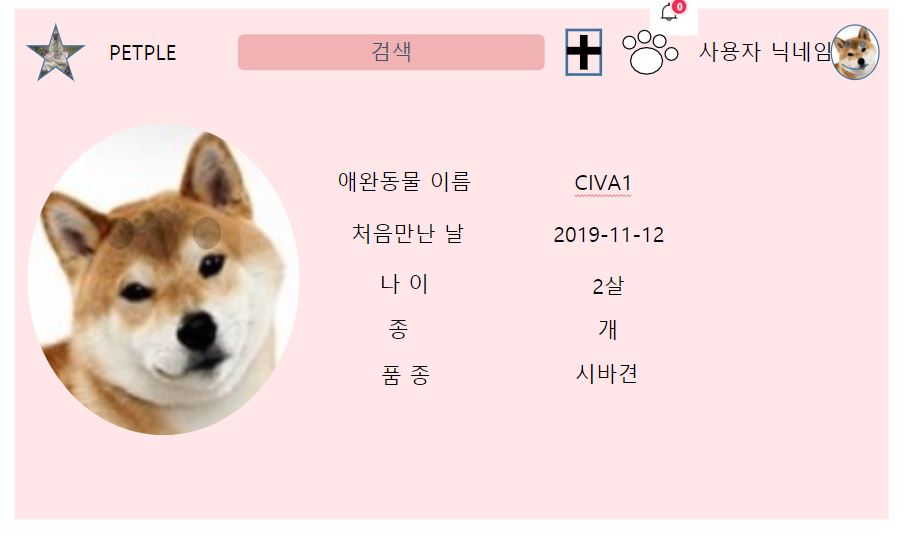 PETPLE 검색 사용자 닉네임
0
애완동물 이름 CIVA1
처음만난 날 2019-11-12
나 이 2살
종 개
품 종 시바견